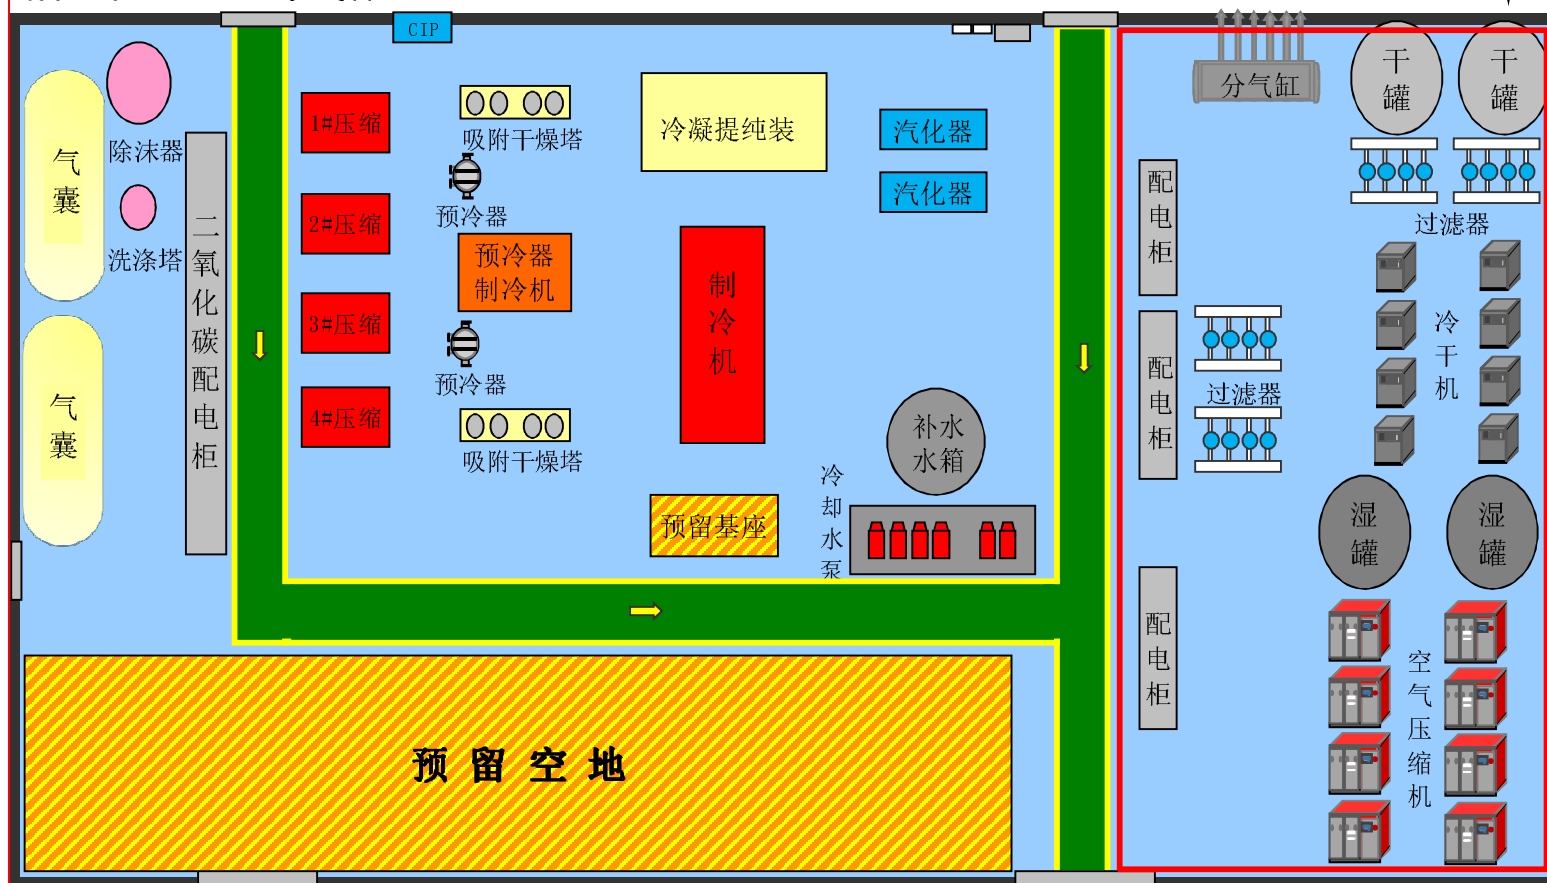 CIP
气囊
除沫器
洗涤塔
气囊
二氧化碳配电柜
1#压缩
2#压缩
3#压缩
4#压缩
吸附干燥塔
预冷器
预冷器
制冷机
预冷器
吸附干燥塔
冷凝提纯装
制冷机
预留基座
汽化器
汽化器
补水
水箱
冷却水泵
预留空地
分气缸
干罐
干罐
过滤器
配电柜
配电柜
配电柜
过滤器
冷干机
湿罐
湿罐
空气压缩机